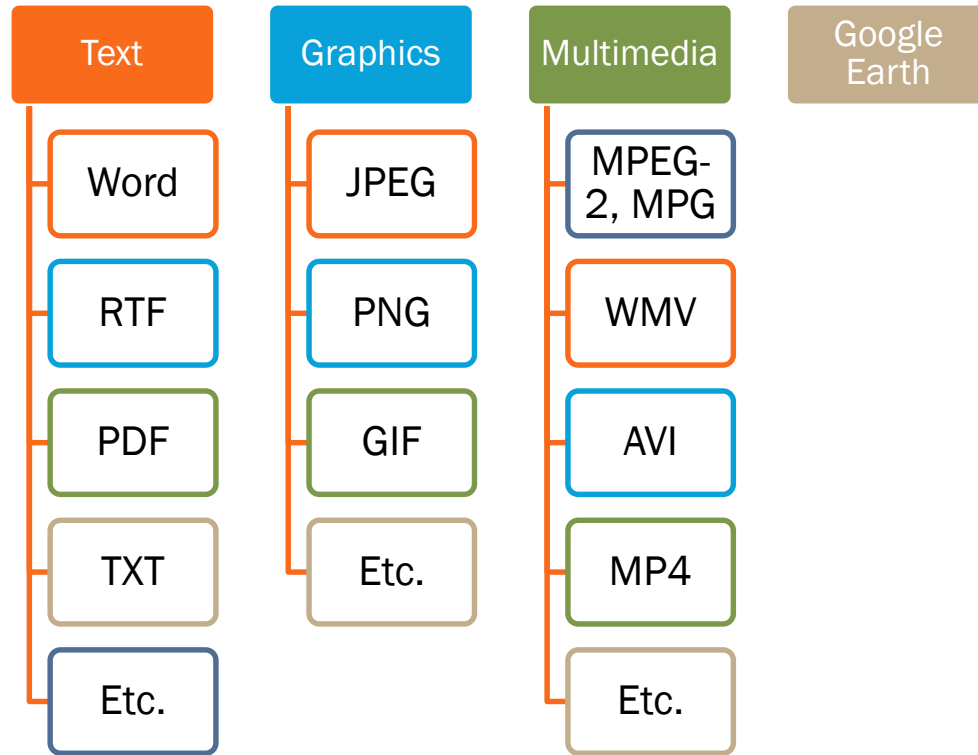 Text
Word
RTF
PDF
TXT
Etc.
Graphics
JPEG
PNG
GIF
Etc.
Multimedia
MPEG-
2, MPG
WMV
AVI
MP4
Etc.
Google
Earth